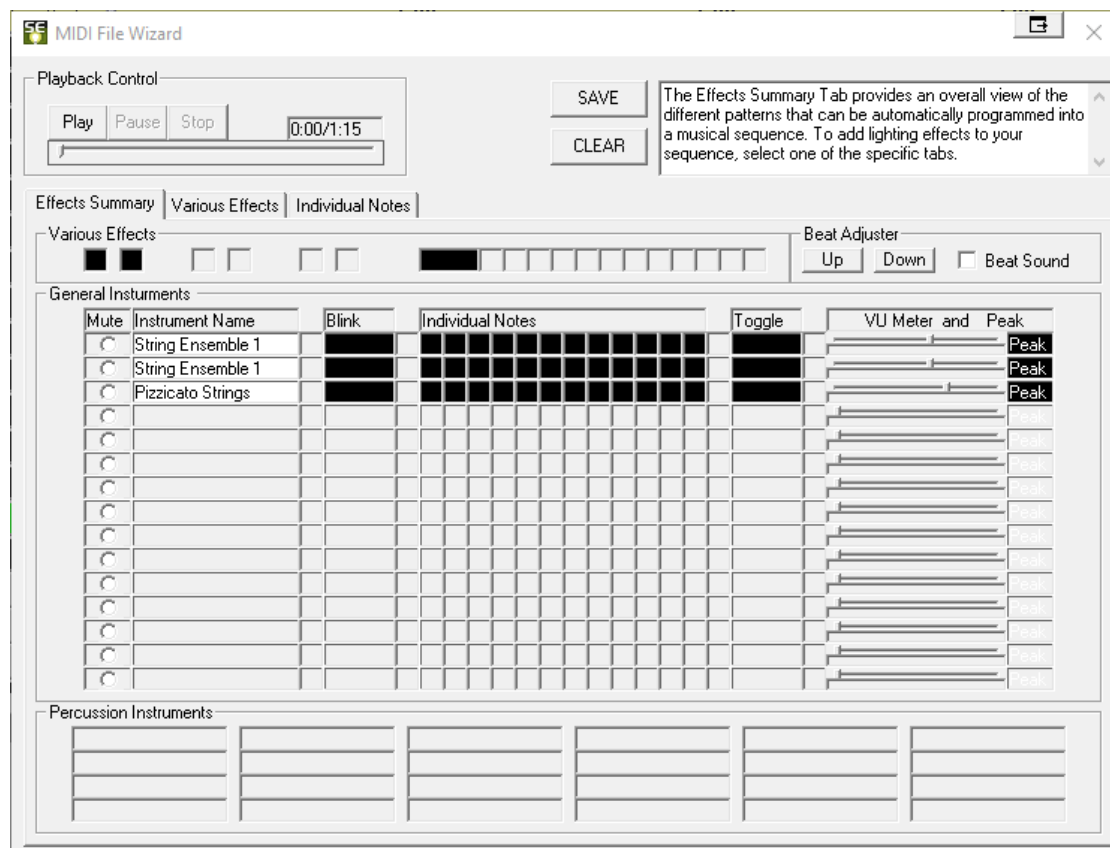 SE MIDI File Wizard
Playback Control
Play Pause Stop 0:00/1:15
SAVE
CLEAR
The Effects Summary Tab provides an overall view of the
different patterns that can be automatically programmed into
a musical sequence. To add lighting effects to your
sequence, select one of the specific tabs.
Effects Summary Various Effects Individual Notes
Various Effects
Beat Adjuster
Up Down Beat Sound
General Insturments
Mute Instrument Name Blink Individual Notes Toggle VU Meter and Peak
String Ensemble 1 Peak
String Ensemble 1 Peak
Pizzicato Strings Peak
Peak
Peak
Peak
Peak
Peak
Peak
Peak
Peak
Peak
Peak
Peak
Peak
Percussion Instruments